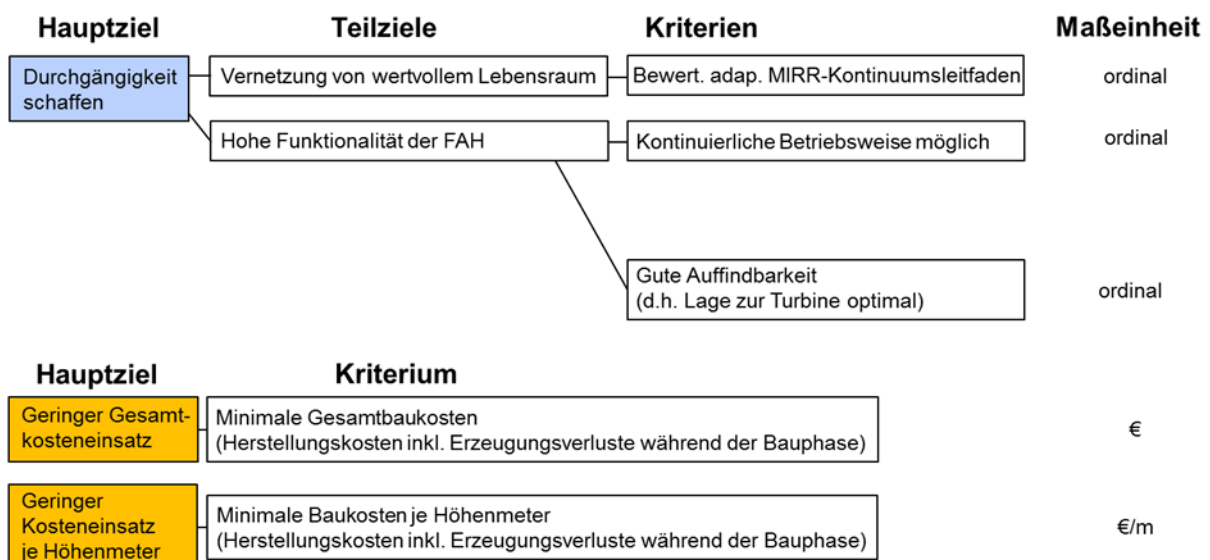 Hauptziel Teilziele Kriterien Maßeinheit
Durchgängigkeit
schaffen
Vernetzung von wertvollem Lebensraum
Bewert. adap. MIRR-Kontinuumsleitfaden
ordinal
Hohe Funktionalität der FAH
Kontinuierliche Betriebsweise möglich
ordinal
Gute Auffindbarkeit
(d.h. Lage zur Turbine optimal)
ordinal
Hauptziel Kriterium
Geringer Gesamt-
kosteneinsatz
Minimale Gesamtbaukosten
(Herstellungskosten inkl. Erzeugungsverluste während der Bauphase)
€
Geringer
Kosteneinsatz
je Höhenmeter
Minimale Baukosten je Höhenmeter
(Herstellungskosten inkl. Erzeugungsverluste während der Bauphase)
€/m